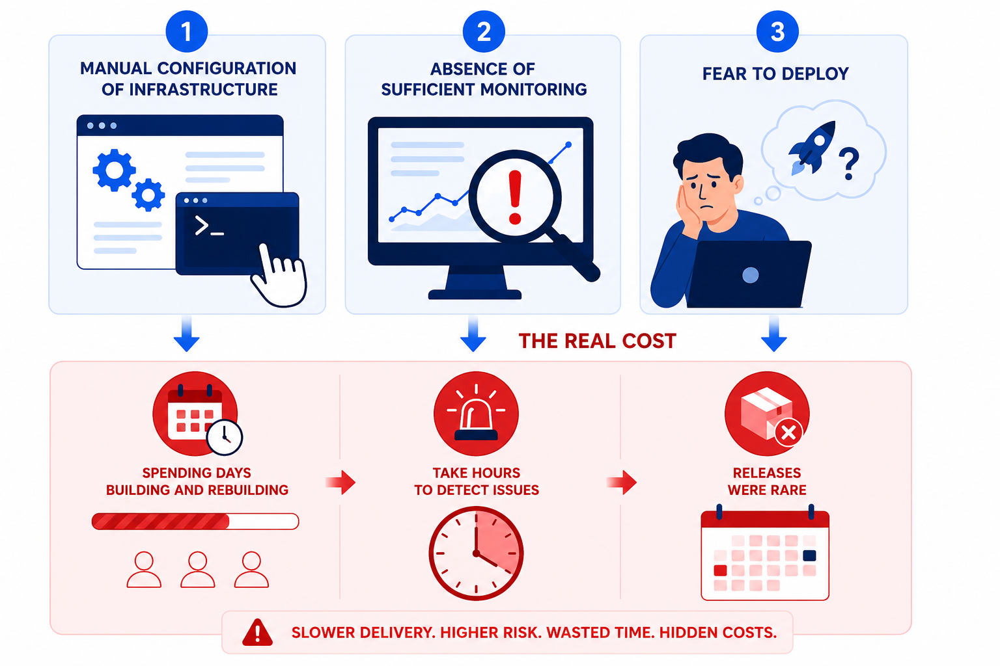 1
MANUAL CONFIGURATION
OF INFRASTRUCTURE
>_
2
ABSENCE OF
SUFFICIENT MONITORING
!
3
FEAR TO DEPLOY
?
THE REAL COST
SPENDING DAYS
BUILDING AND REBUILDING
TAKE HOURS
TO DETECT ISSUES
RELEASES
WERE RARE
! SLOWER DELIVERY. HIGHER RISK. WASTED TIME. HIDDEN COSTS.